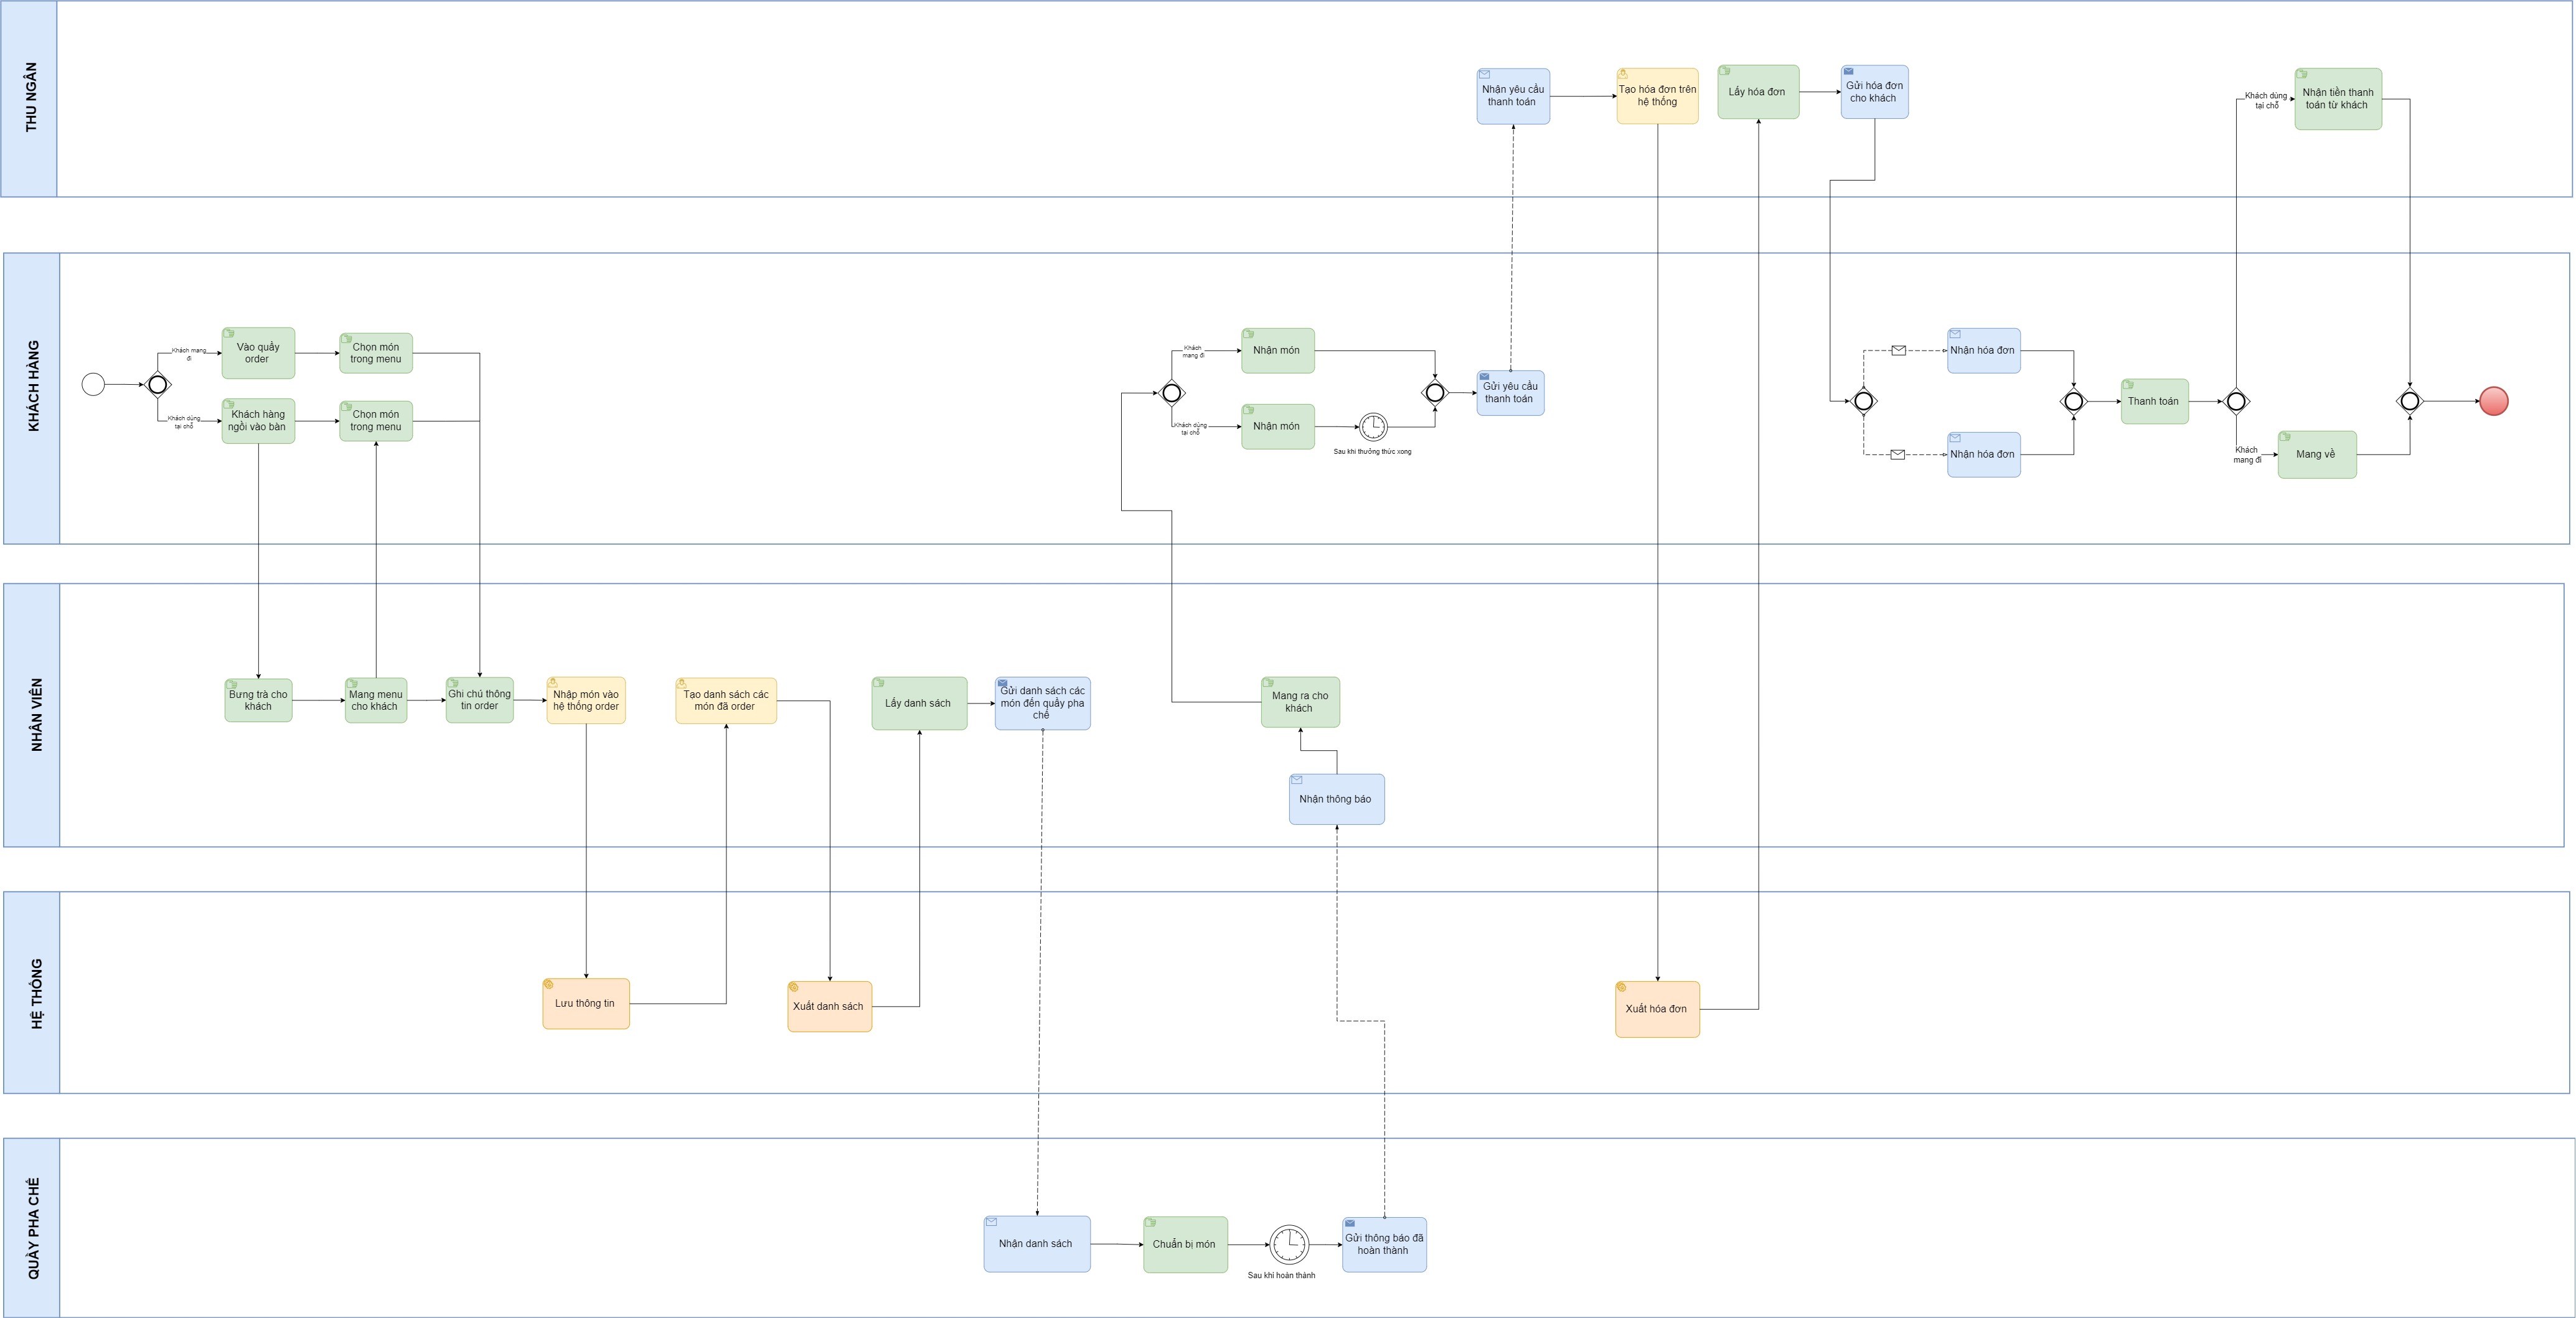 THU NGÂN
Nhận yêu cầu
thanh toán
Tạo hóa đơn trên
hệ thống
Lấy hóa đơn
Gửi hóa đơn
cho khách
Khách dùng
tại chỗ
Nhận tiền thanh
toán từ khách
KHÁCH HÀNG
Khách mang
đi
Vào quầy
order
Chọn món
trong menu
Khách dùng
tại chỗ
Khách hàng
ngồi vào bàn
Chọn món
trong menu
Khách
mang đi
Nhận món
Khách dùng
tại chỗ
Nhận món
Sau khi thưởng thức xong
Gửi yêu cầu
thanh toán
Nhận hóa đơn
Nhận hóa đơn
Thanh toán
Khách
mang đi
Mang về
NHÂN VIÊN
Bưng trà cho
khách
Mang menu
cho khách
Ghi chú thông
tin order
Nhập món vào
hệ thống order
Tạo danh sách các
món đã order
Lấy danh sách
Gửi danh sách các
món đến quầy pha
chế
Mang ra cho
khách
Nhận thông báo
HỆ THỐNG
Lưu thông tin
Xuất danh sách
Xuất hóa đơn
QUẦY PHA CHẾ
Nhận danh sách
Chuẩn bị món
Sau khi hoàn thành
Gửi thông báo đã
hoàn thành